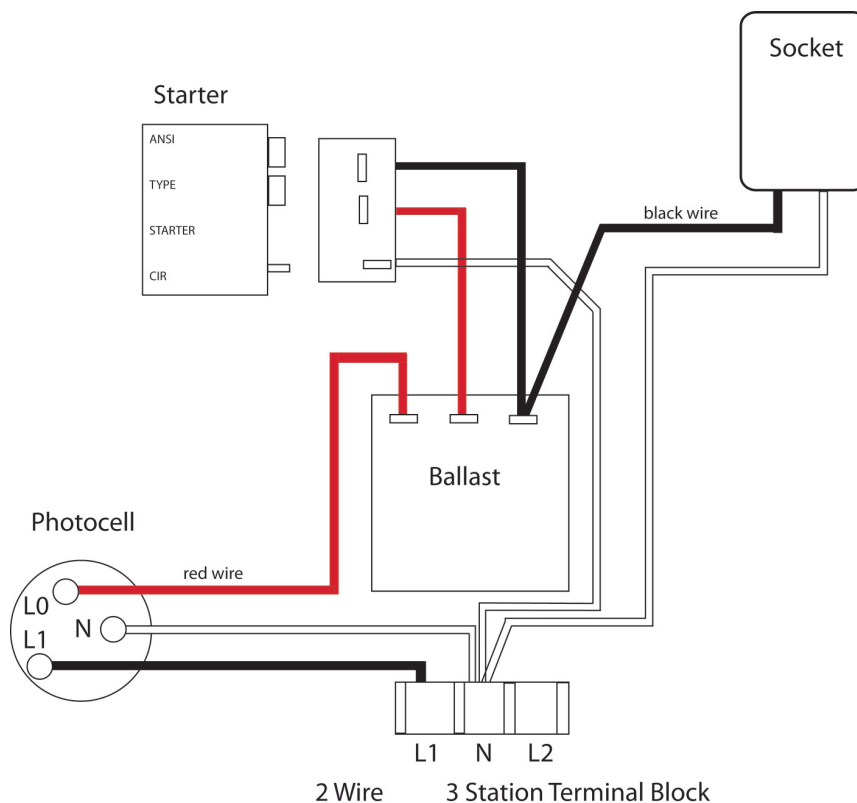 Socket
Starter
ANSI
TYPE
STARTER
CIR
black wire
Ballast
Photocell
red wire
L0
N
L1
L1 N L2
2 Wire 3 Station Terminal Block